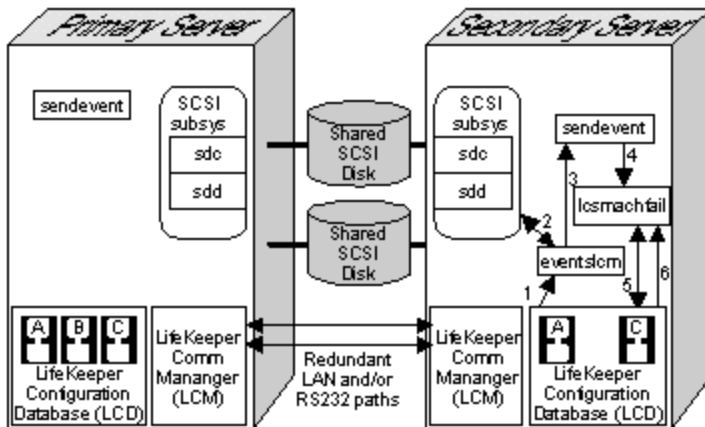 Primary Server
Secondary Server
sendevent
SCSI
subsys
sdc
sdd
Shared
SCSI
Disk
Shared
SCSI
Disk
SCSI
subsys
sdc
sdd
sendevent
3
4
lcsmachfail
2
eventslcm
1
5
6
A
B
C
LifeKeeper
Configuration
Database (LCD)
LifeKeeper
Comm
Mananger
(LCM)
Redundant
LAN and/or
RS232 paths
LifeKeeper
Comm
Mananger
(LCM)
A
C
LifeKeeper
Configuration
Database (LCD)